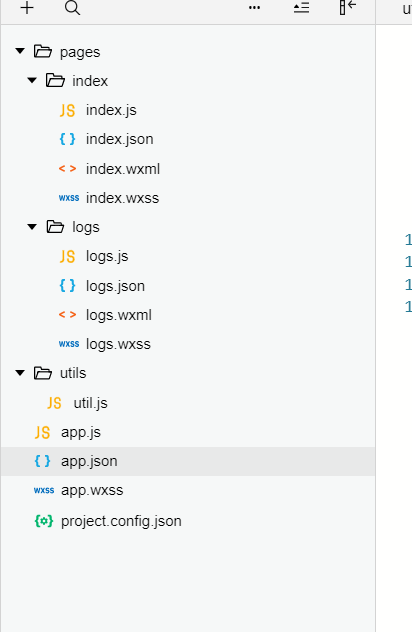 pages
index
JS index.js
{ } index.json
< > index.wxml
wxss index.wxss
logs
JS logs.js
{ } logs.json
< > logs.wxml
wxss logs.wxss
utils
JS util.js
JS app.js
{ } app.json
wxss app.wxss
project.config.json
1
1
1
1